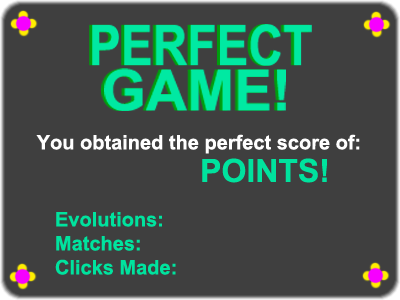 PERFECT
GAME!
You obtained the perfect score of:
POINTS!
Evolutions:
Matches:
Clicks Made: